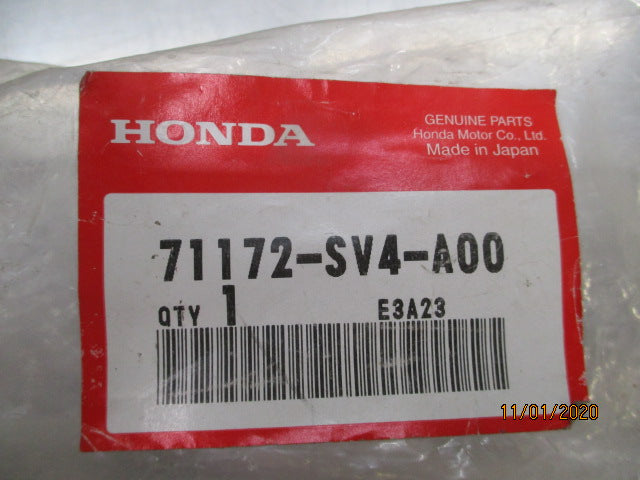 HONDA
GENUINE PARTS
Honda Motor Co., Ltd.
Made in Japan
71172-SV4-A00
QTY 1 E3A23
11/01/2020